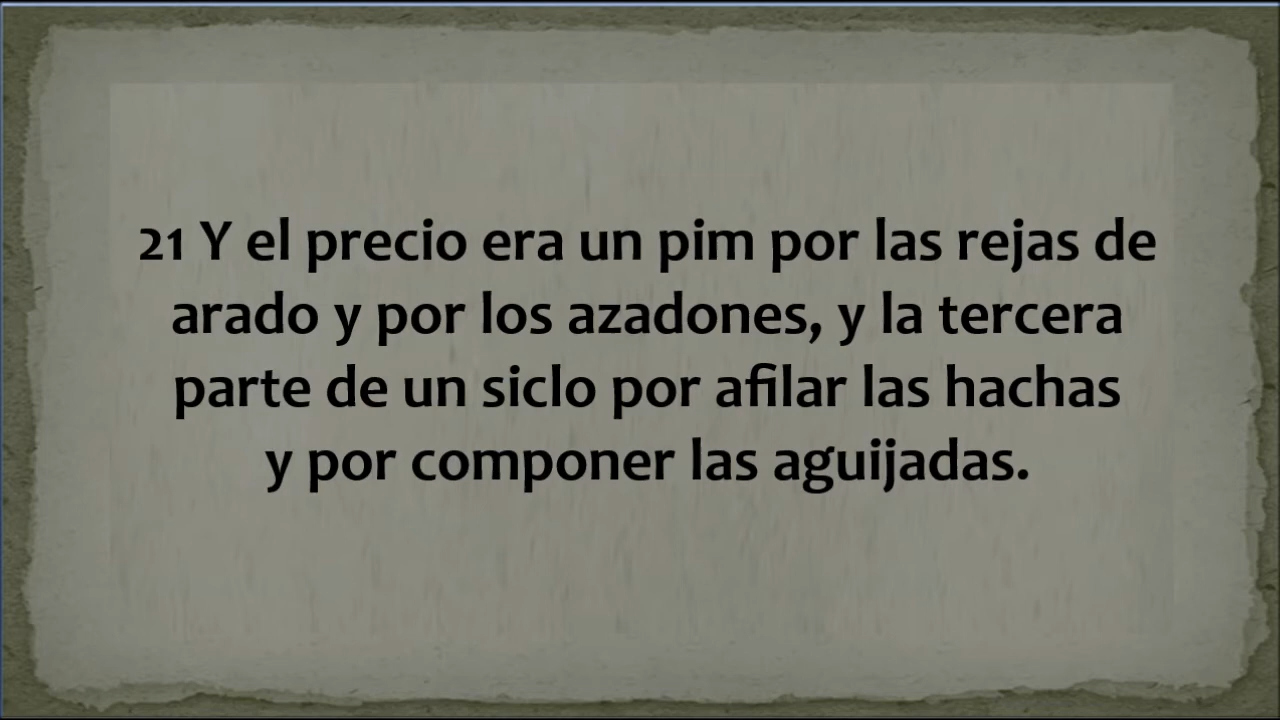 21 Y el precio era un pim por las rejas de
arado y por los azadones, y la tercera
parte de un siclo por afilar las hachas
y por componer las aguijadas.